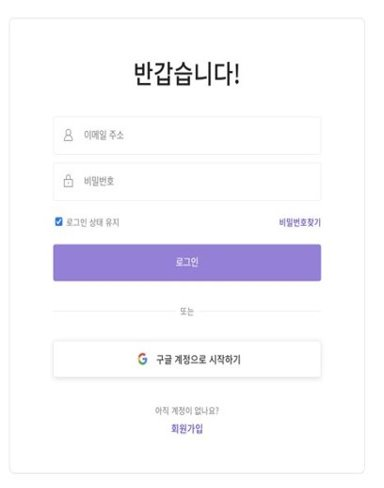 반갑습니다!
이메일 주소
비밀번호
로그인 상태 유지
비밀번호찾기
로그인
또는
구글 계정으로 시작하기
아직 계정이 없나요?
회원가입